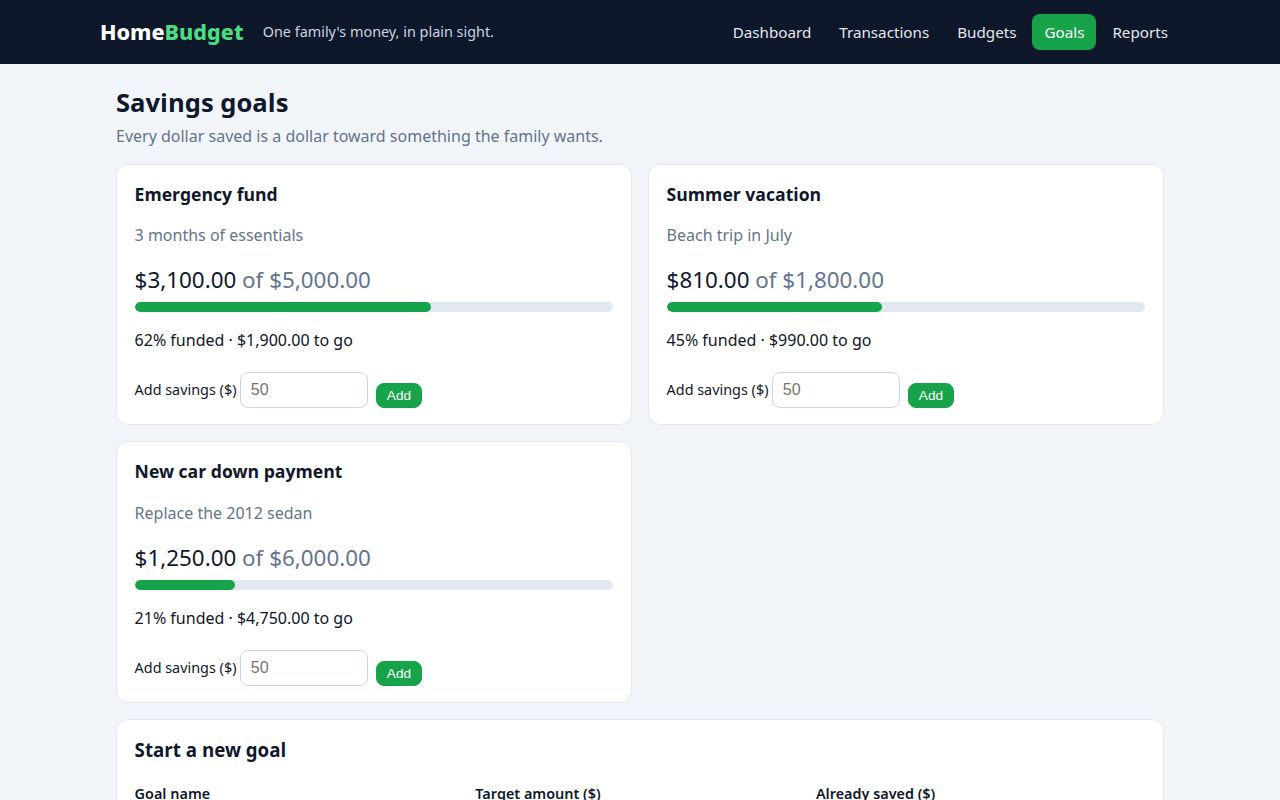 HomeBudget One family's money, in plain sight. Dashboard Transactions Budgets Goals Reports
Savings goals
Every dollar saved is a dollar toward something the family wants.
Emergency fund
3 months of essentials
$3,100.00 of $5,000.00
62% funded · $1,900.00 to go
Add savings ($) 50 Add
Summer vacation
Beach trip in July
$810.00 of $1,800.00
45% funded · $990.00 to go
Add savings ($) 50 Add
New car down payment
Replace the 2012 sedan
$1,250.00 of $6,000.00
21% funded · $4,750.00 to go
Add savings ($) 50 Add
Start a new goal
Goal name Target amount ($) Already saved ($)